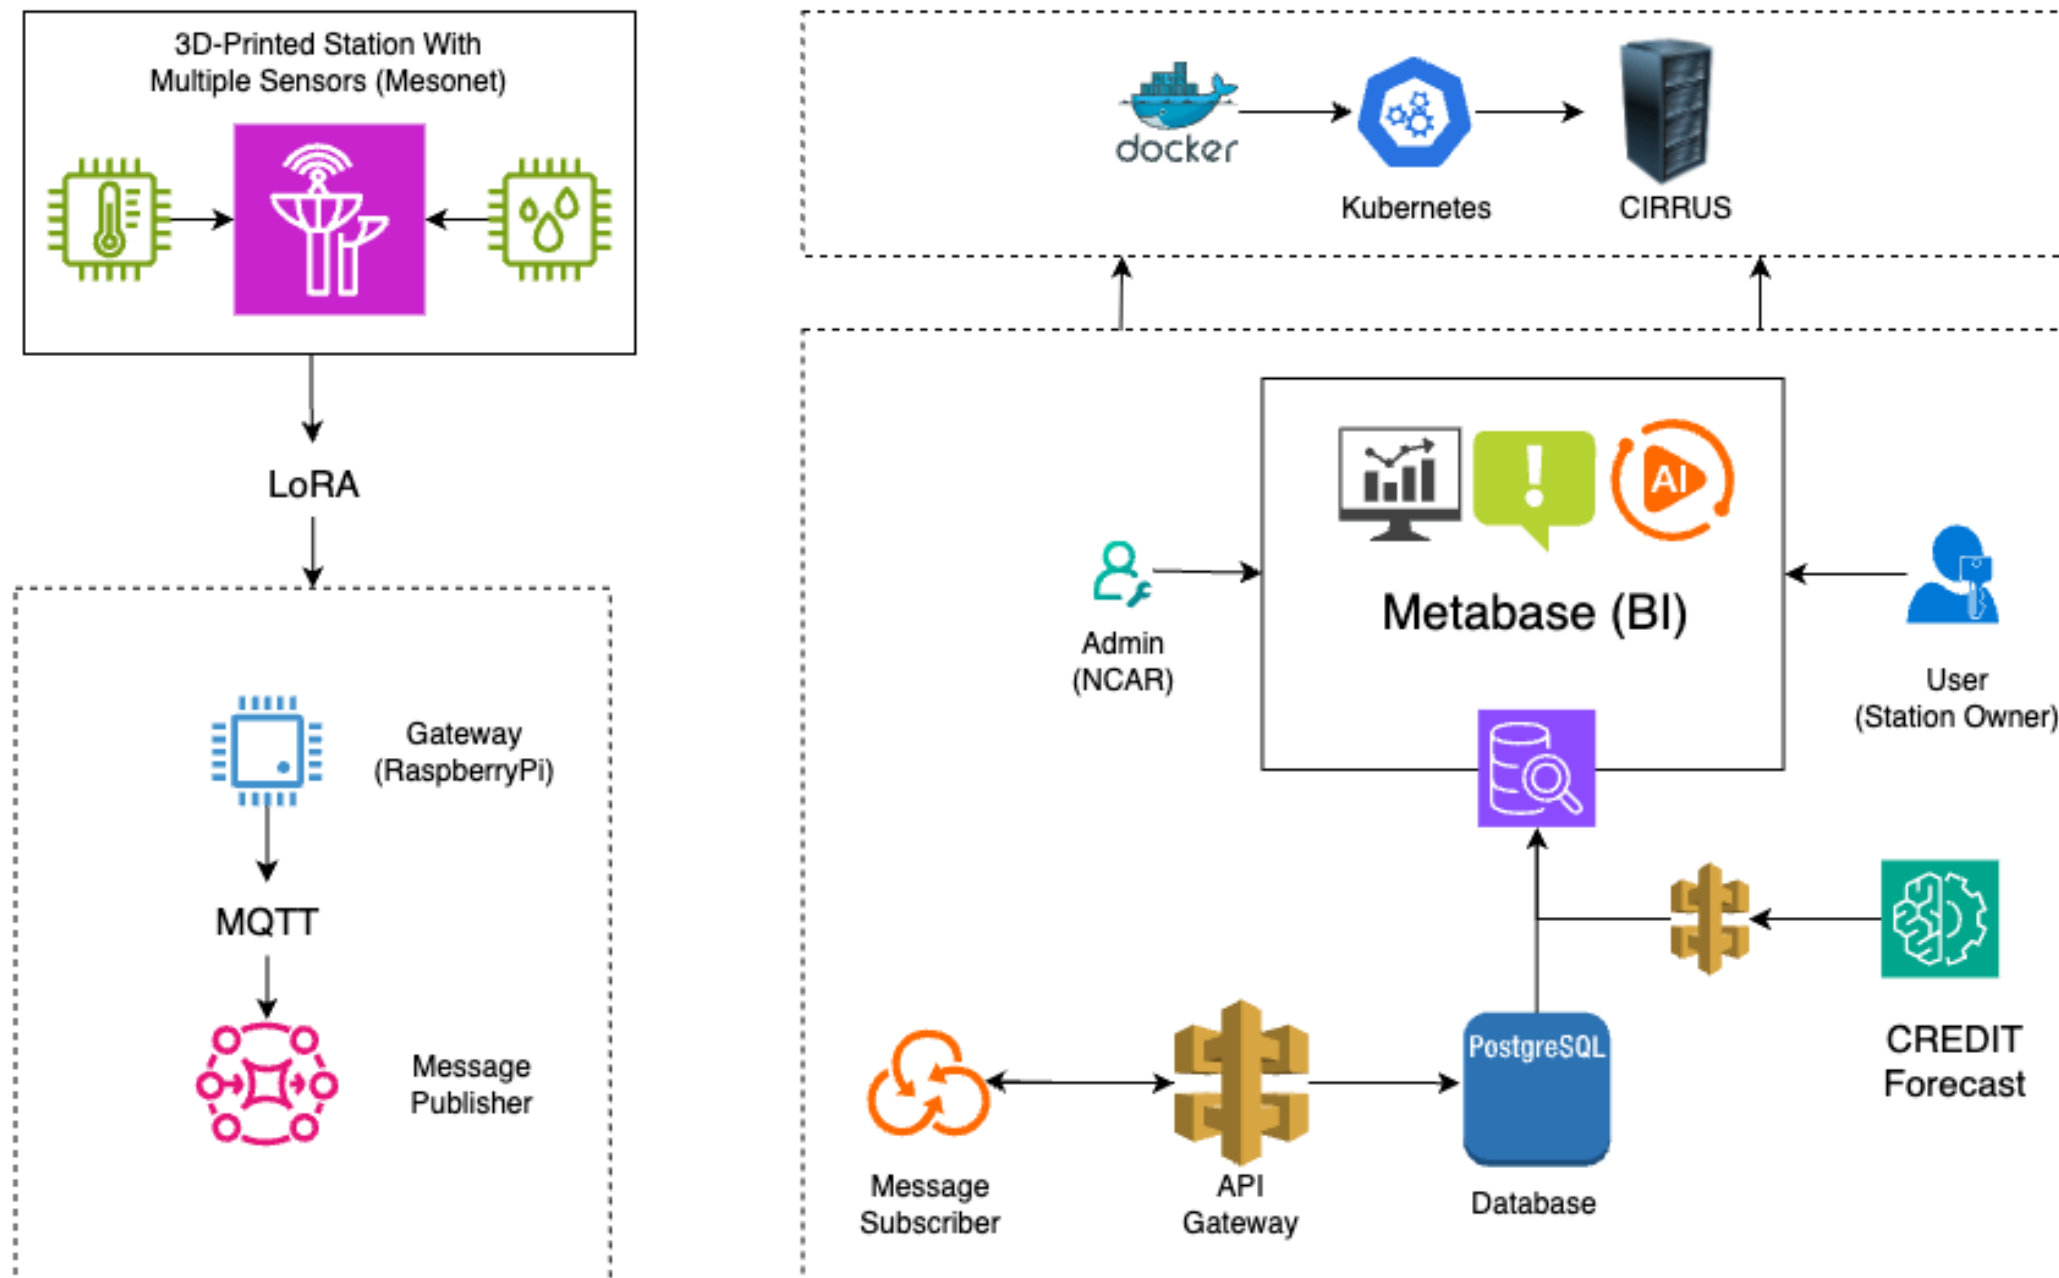 3D-Printed Station With
Multiple Sensors (Mesonet)
LoRA
Gateway
(RaspberryPi)
MQTT
Message
Publisher
docker
Kubernetes
CIRRUS
AI
Metabase (BI)
Admin
(NCAR)
User
(Station Owner)
CREDIT
Forecast
PostgreSQL
Message
Subscriber
API
Gateway
Database